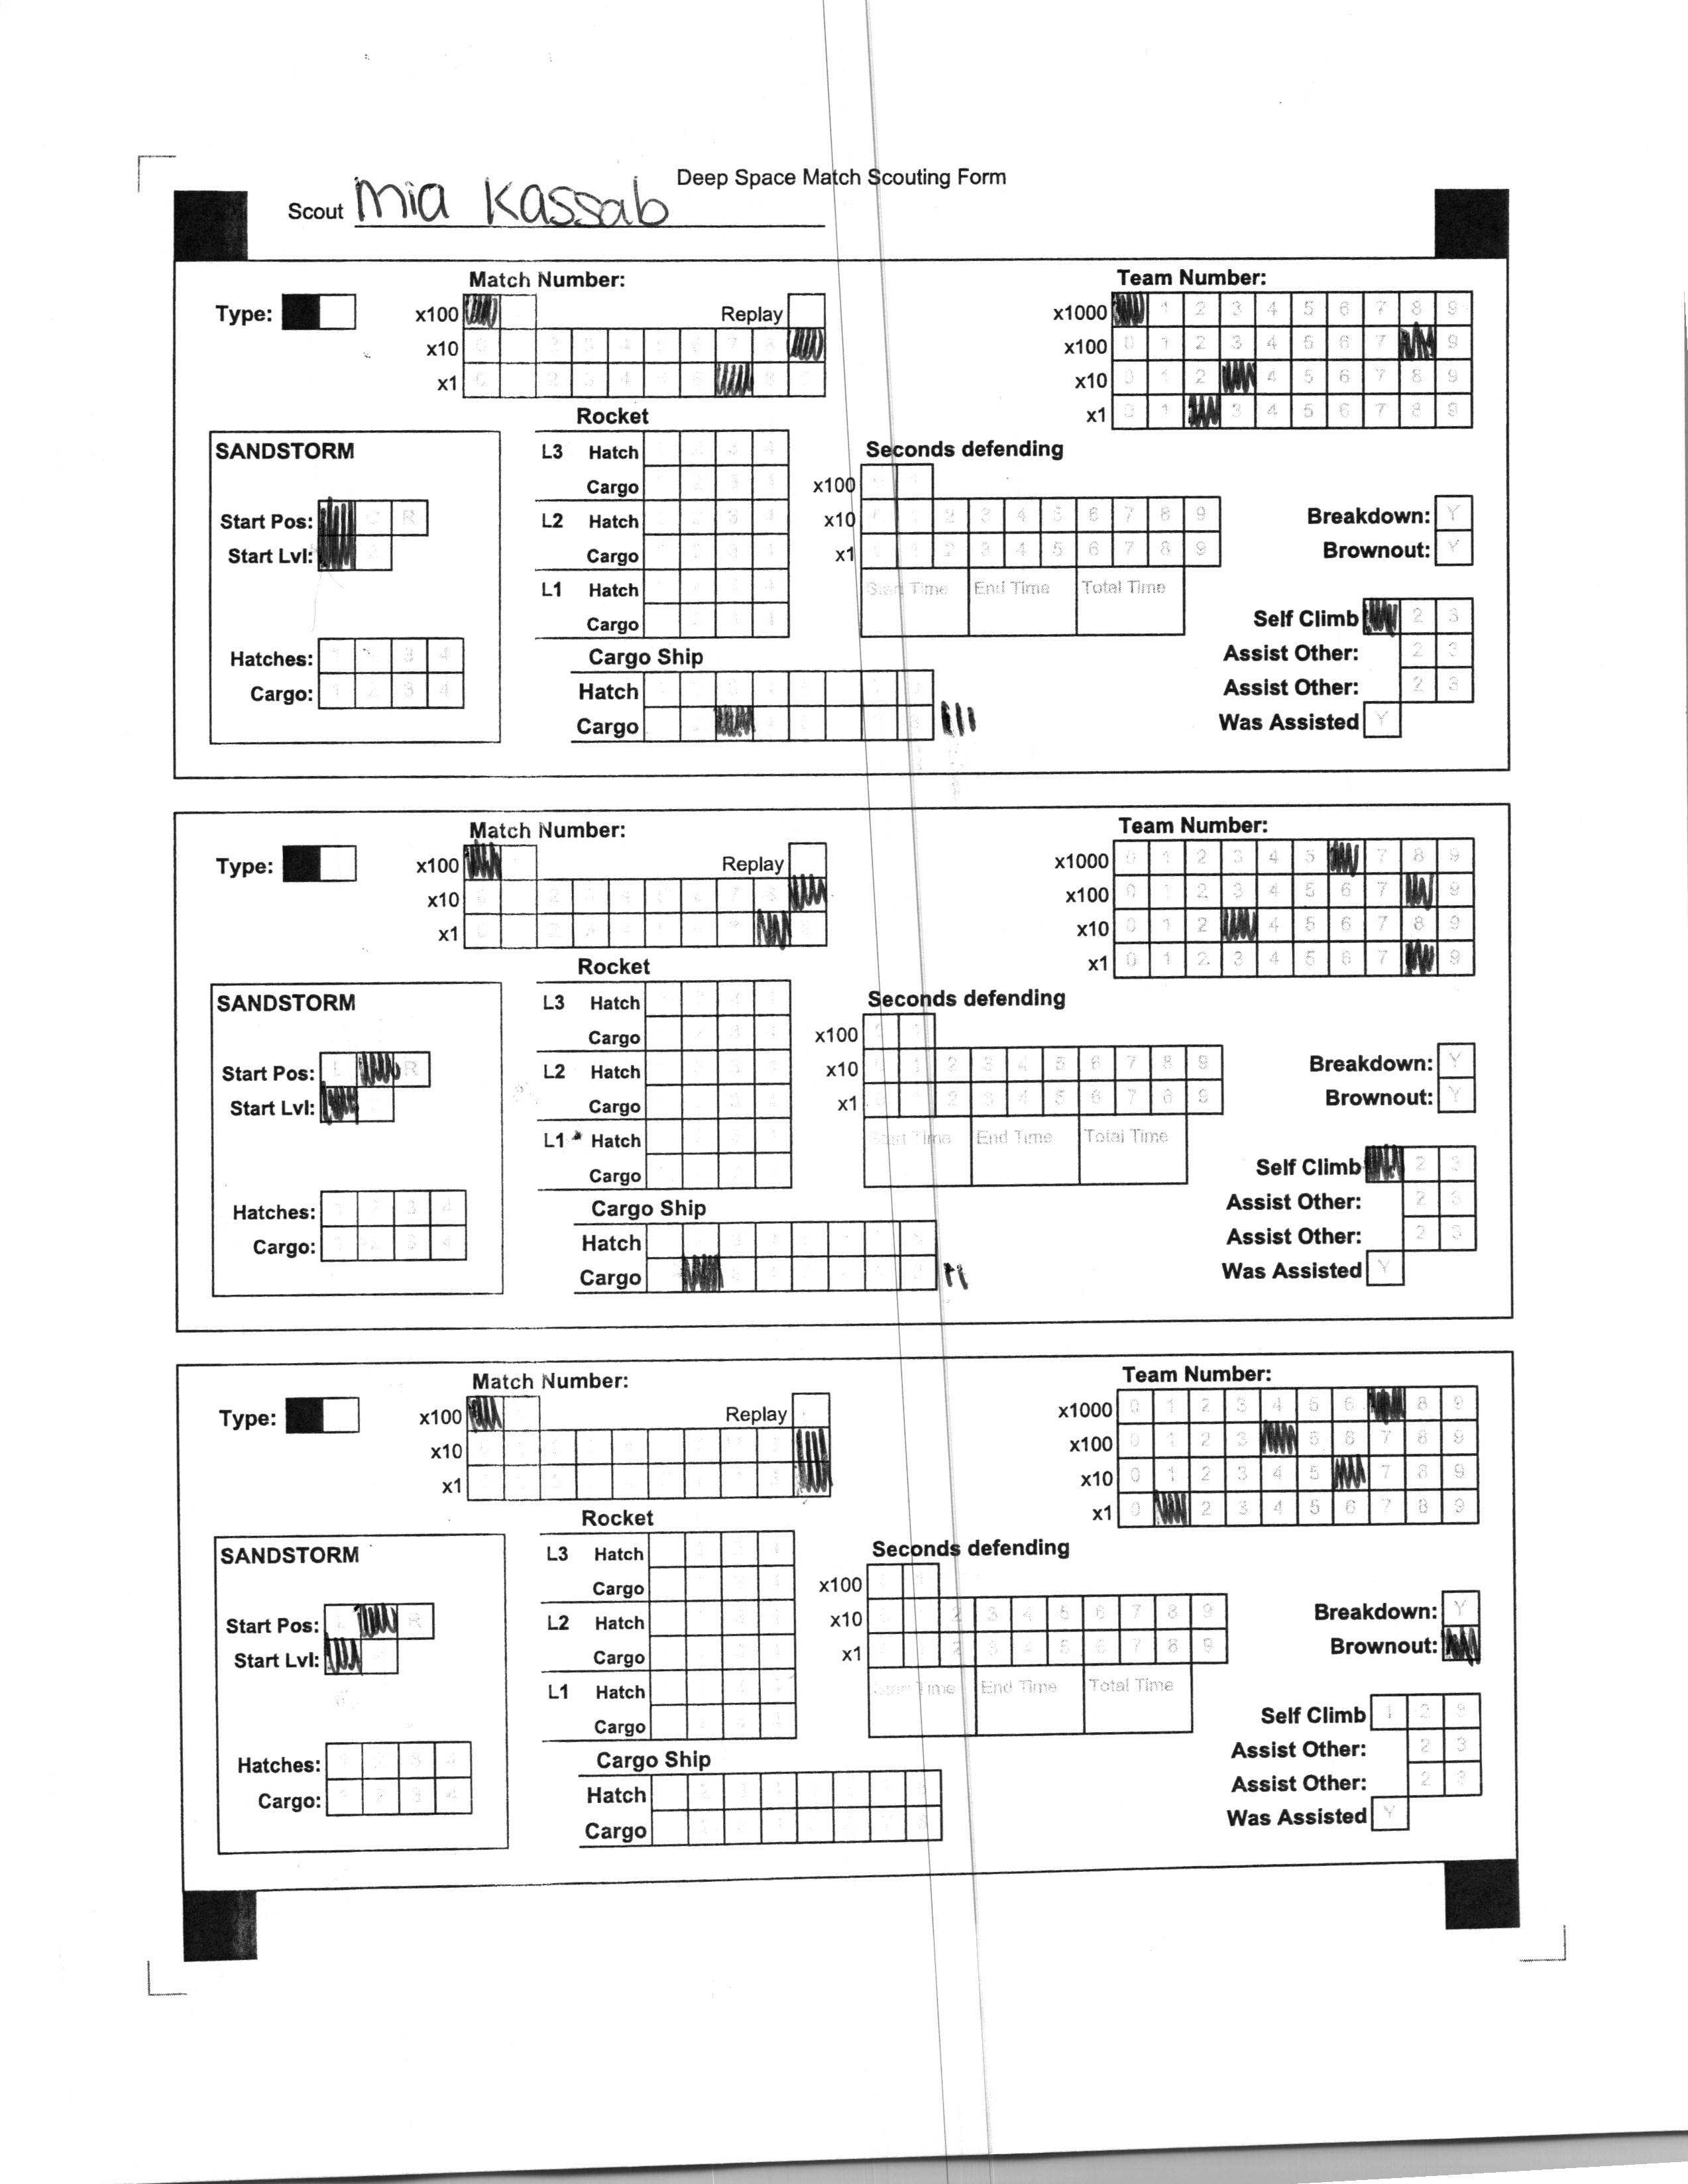 Deep Space Match Scouting Form
Scout Mia Kassab
Match Number:
Team Number:
Type:
x100
Replay
x10
x1
x1000 1 2 3 4 5 6 7 8 9
x100 0 1 2 3 4 5 6 7 9
x10 0 1 2 4 5 6 7 8 9
x1 0 1 3 4 5 6 7 8 9
Rocket
SANDSTORM
L3 Hatch
Cargo
L2 Hatch
Cargo
L1 Hatch
Cargo
Seconds defending
x100
x10 2 3 4 5 6 7 8 9
x1 2 3 4 5 6 7 8 9
Start Time End Time Total Time
Start Pos: C R
Start Lvl:
Breakdown: Y
Brownout: Y
Self Climb 2 3
Assist Other: 2 3
Assist Other: 2 3
Was Assisted Y
Hatches: 3 4
Cargo: 1 2 3 4
Cargo Ship
Hatch
Cargo
Match Number:
Team Number:
Type:
x100
Replay
x10
x1
x1000 0 1 2 3 4 5 7 8 9
x100 0 1 2 3 4 5 6 7 9
x10 0 1 2 4 5 6 7 8 9
x1 0 1 2 3 4 5 6 7 9
Rocket
SANDSTORM
L3 Hatch
Cargo
L2 Hatch
Cargo
L1 Hatch
Cargo
Seconds defending
x100
x10 1 2 3 4 5 6 7 8 9
x1 2 3 4 5 6 7 8 9
Start Time End Time Total Time
Start Pos: R
Start Lvl:
Breakdown: Y
Brownout: Y
Self Climb 2 3
Assist Other: 2 3
Assist Other: 2 3
Was Assisted Y
Hatches: 1 2 3 4
Cargo: 1 2 3 4
Cargo Ship
Hatch
Cargo
Match Number:
Team Number:
Type:
x100
Replay
x10
x1
x1000 0 1 2 3 4 5 6 8 9
x100 0 1 2 3 5 6 7 8 9
x10 0 1 2 3 4 5 7 8 9
x1 0 2 3 4 5 6 7 8 9
Rocket
SANDSTORM
L3 Hatch
Cargo
L2 Hatch
Cargo
L1 Hatch
Cargo
Seconds defending
x100
x10 2 3 4 5 6 7 8 9
x1 2 3 4 5 6 7 8 9
Start Time End Time Total Time
Start Pos: R
Start Lvl:
Breakdown: Y
Brownout:
Self Climb 1 2 3
Assist Other: 2 3
Assist Other: 2 3
Was Assisted Y
Hatches: 1 2 3 4
Cargo: 1 2 3 4
Cargo Ship
Hatch
Cargo